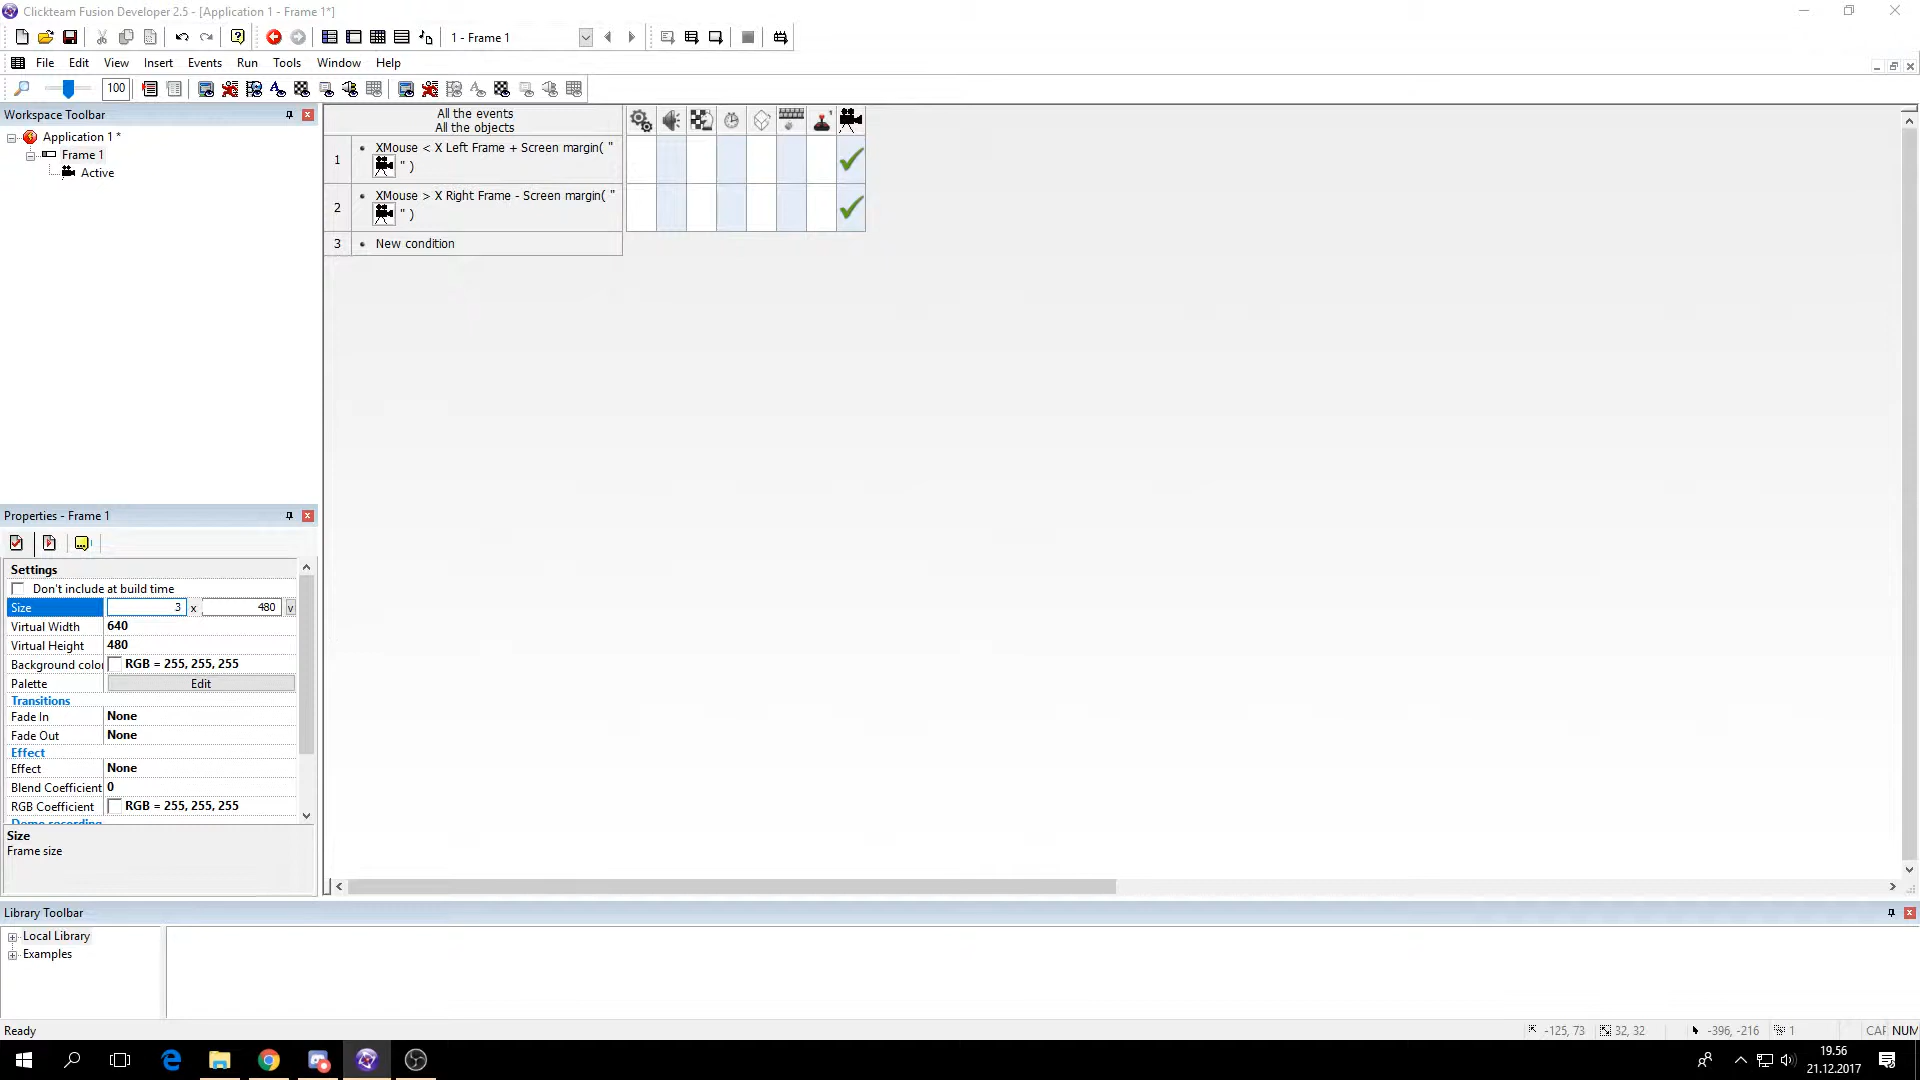 Clickteam Fusion Developer 2.5 - [Application 1 - Frame 1*]
1 - Frame 1
File Edit View Insert Events Run Tools Window Help
100
Workspace Toolbar
Application 1 *
Frame 1
Active
All the events
All the objects
1 • XMouse < X Left Frame + Screen margin( "
" )
2 • XMouse > X Right Frame - Screen margin( "
" )
3 • New condition
Properties - Frame 1
Settings
Don't include at build time
Size 3 x 480 v
Virtual Width 640
Virtual Height 480
Background color RGB = 255, 255, 255
Palette Edit
Transitions
Fade In None
Fade Out None
Effect
Effect None
Blend Coefficient 0
RGB Coefficient RGB = 255, 255, 255
Size
Frame size
Library Toolbar
Local Library
Examples
Ready
-125, 73 32, 32 -396, -216 1 CAP NUM
19.56
21.12.2017